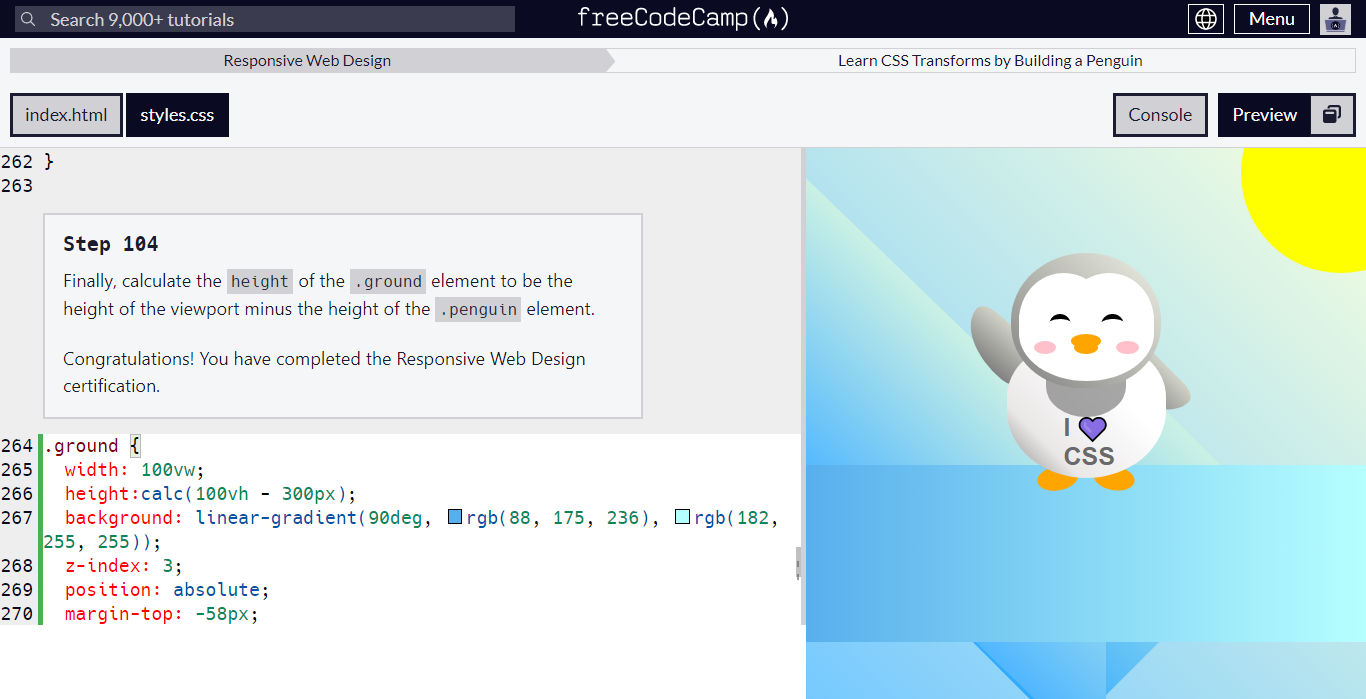 Search 9,000+ tutorials
freeCodeCamp
Menu
Responsive Web Design
Learn CSS Transforms by Building a Penguin
index.html
styles.css
Console
Preview
262 }
263
Step 104
Finally, calculate the height of the .ground element to be the
height of the viewport minus the height of the .penguin element.
Congratulations! You have completed the Responsive Web Design
certification.
264 .ground {
265 width: 100vw;
266 height:calc(100vh - 300px);
267 background: linear-gradient(90deg, rgb(88, 175, 236), rgb(182,
255, 255));
268 z-index: 3;
269 position: absolute;
270 margin-top: -58px;
I 💜
CSS